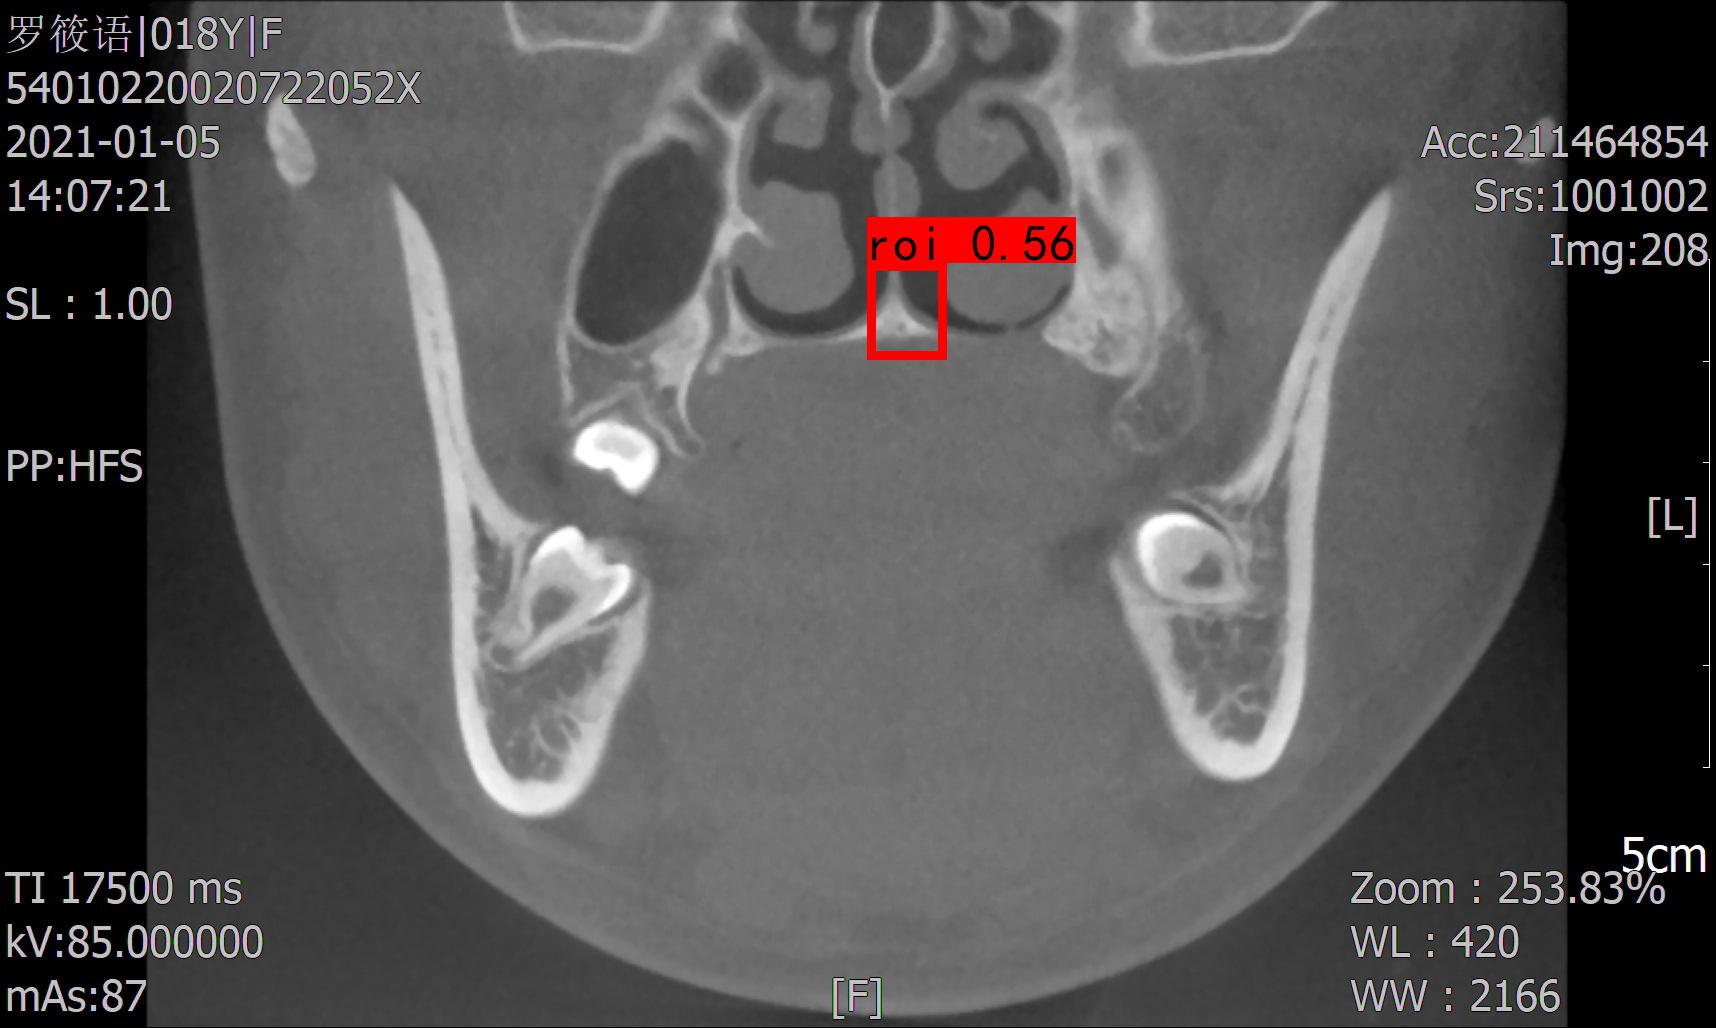 罗筱语|018Y|F
54010220020722052X
2021-01-05
14:07:21
SL : 1.00
PP:HFS
Acc:211464854
Srs:1001002
Img:208
roi 0.56
[L]
5cm
TI 17500 ms
kV:85.000000
mAs:87
[F]
Zoom : 253.83%
WL : 420
WW : 2166